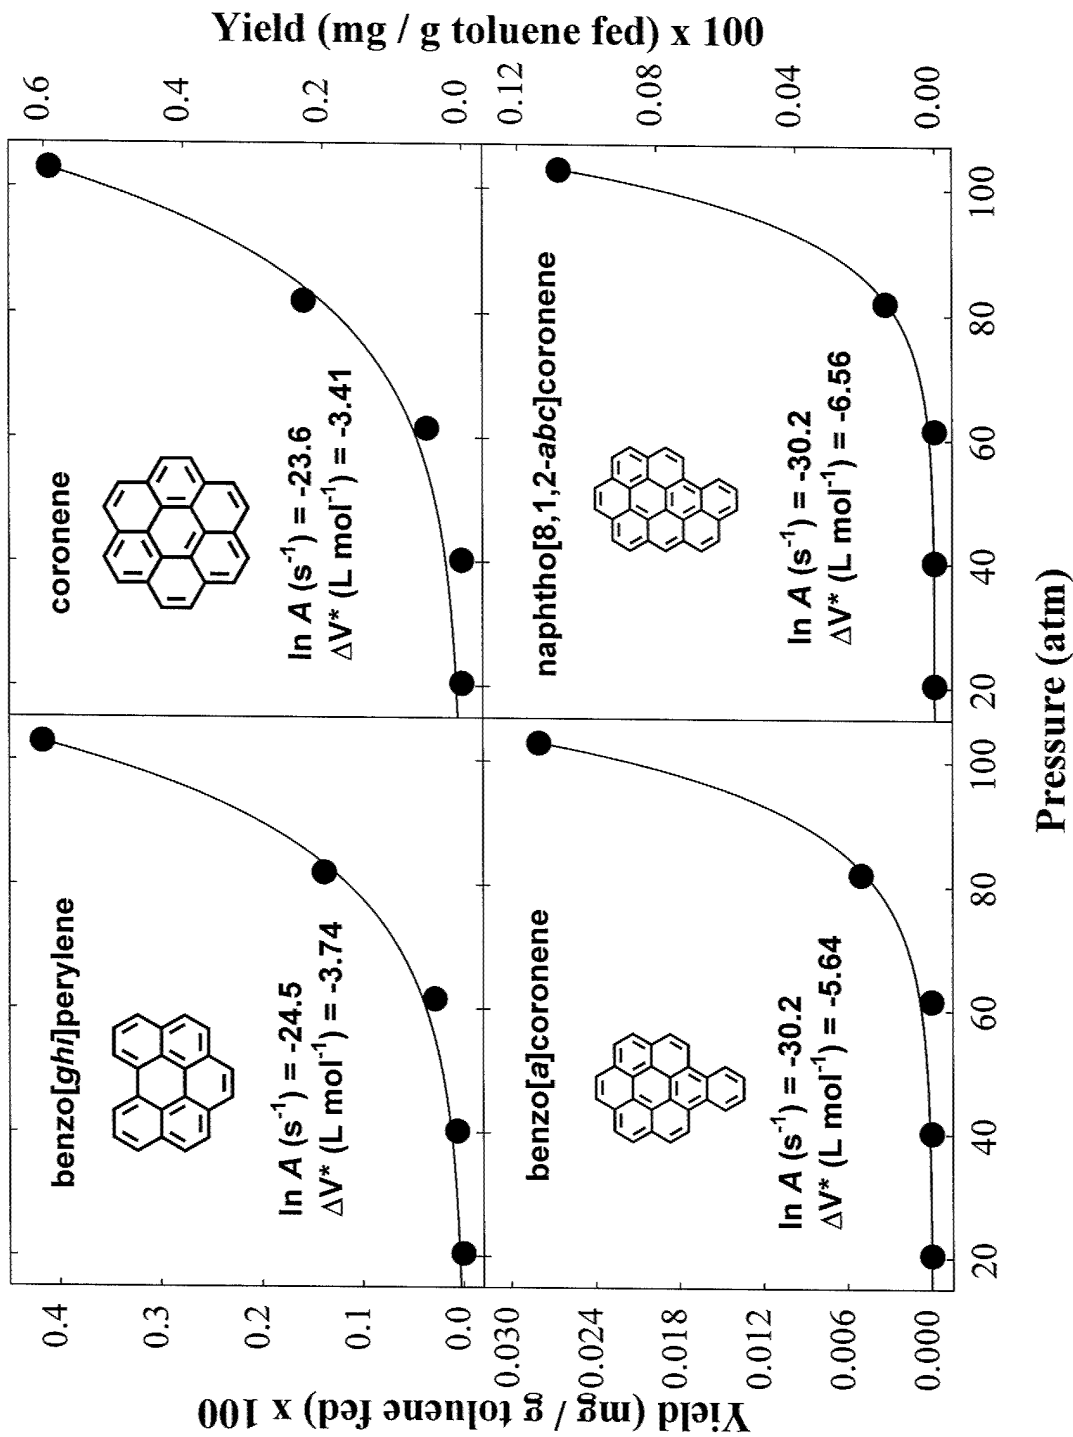 Yield (mg / g toluene fed) x 100
0.4
0.3
0.2
0.1
0.0
benzo[ghi]perylene
ln A (s⁻¹) = -24.5
ΔV* (L mol⁻¹) = -3.74
coronene
ln A (s⁻¹) = -23.6
ΔV* (L mol⁻¹) = -3.41
0.6
0.4
0.2
0.0
0.030
0.024
0.018
0.012
0.006
0.000
benzo[a]coronene
ln A (s⁻¹) = -30.2
ΔV* (L mol⁻¹) = -5.64
naphtho[8,1,2-abc]coronene
ln A (s⁻¹) = -30.2
ΔV* (L mol⁻¹) = -6.56
0.12
0.08
0.04
0.00
Yield (mg / g toluene fed) x 100
20 40 60 80 100 20 40 60 80 100
Pressure (atm)